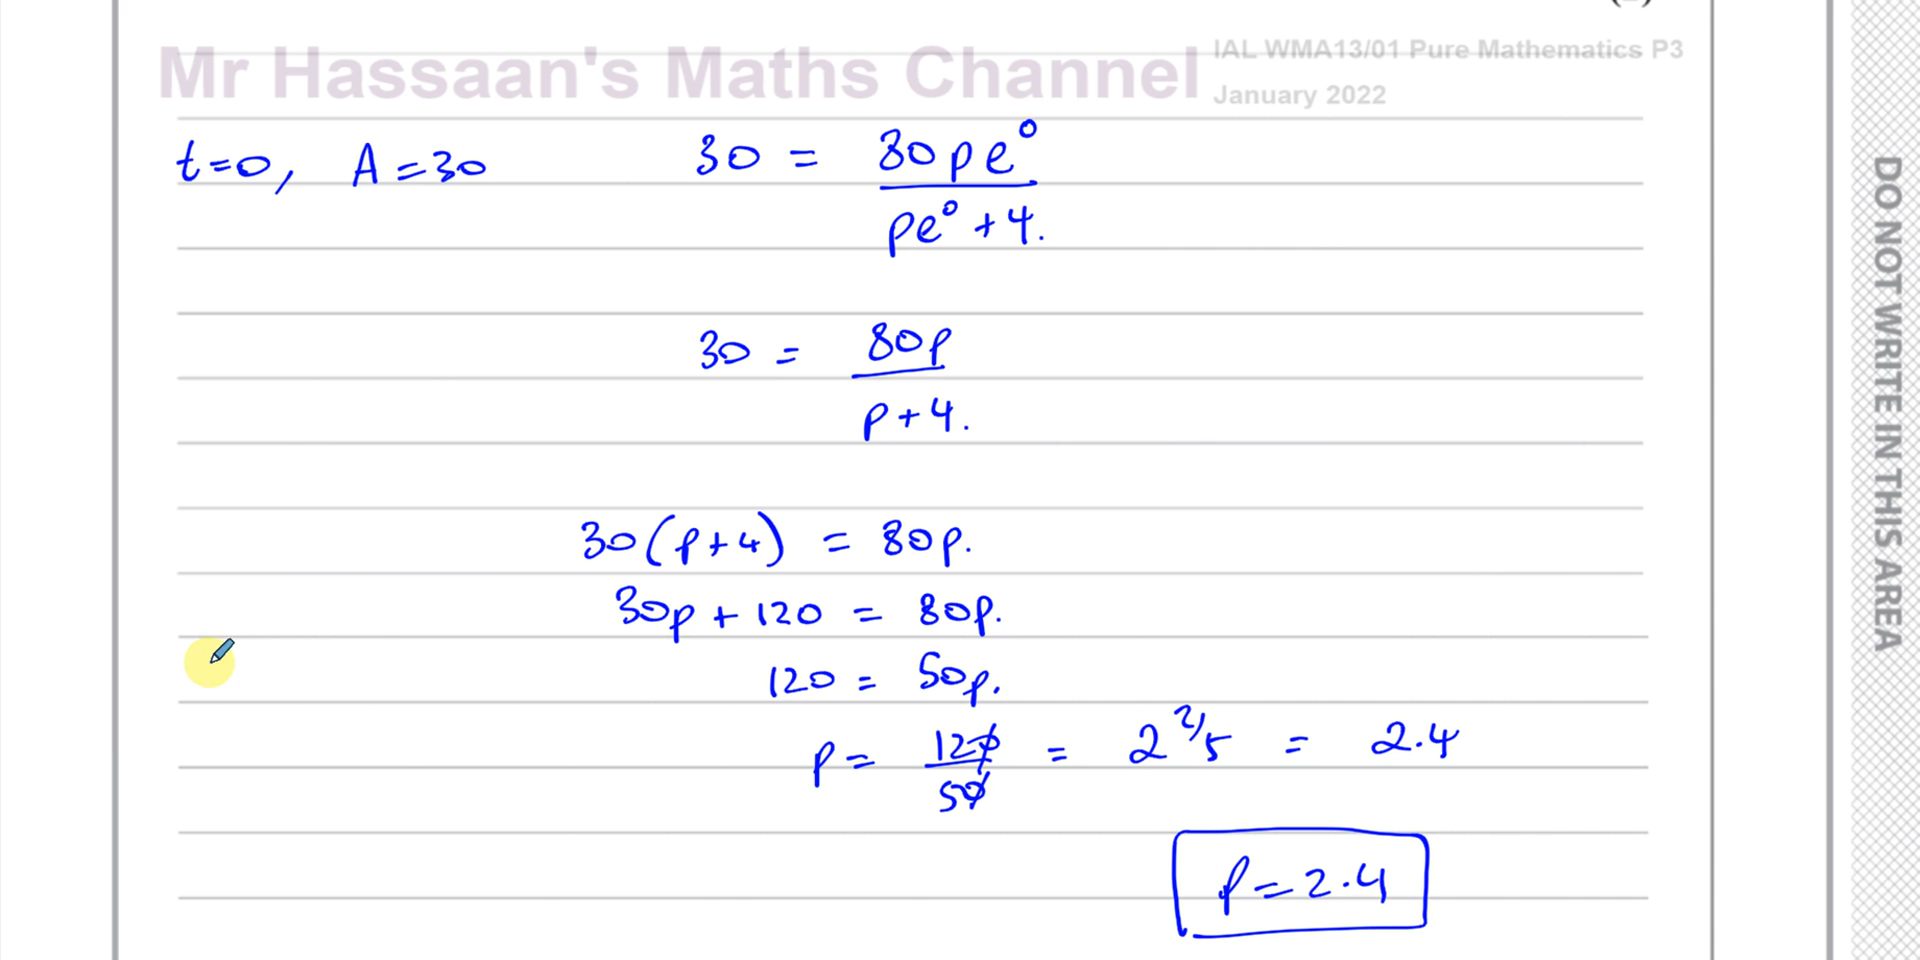 Mr Hassaan's Maths Channel
IAL WMA13/01 Pure Mathematics P3
January 2022
t=0, A=30 30 = 80pe⁰/pe⁰+4.
30 = 80p/p+4.
30(p+4) = 80p.
30p+120 = 80p.
120 = 50p.
p = 120/50 = 2 2/5 = 2.4
p=2.4
DO NOT WRITE IN THIS AREA